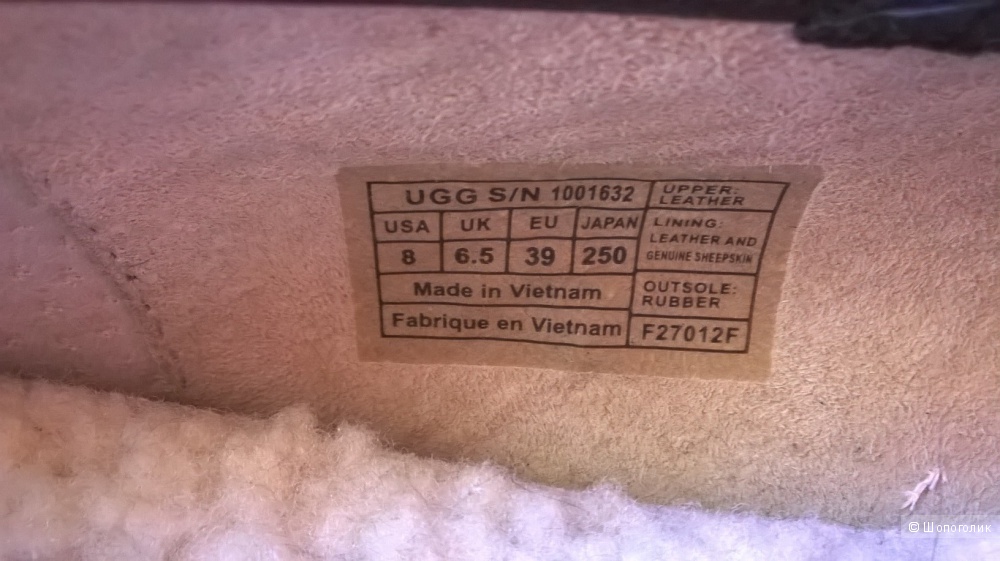 UGG S/N 1001632
USA UK EU JAPAN
8 6.5 39 250
Made in Vietnam
Fabrique en Vietnam
UPPER:
LEATHER
LINING:
LEATHER AND
GENUINE SHEEPSKIN
OUTSOLE:
RUBBER
F27012F
© Шопоголик